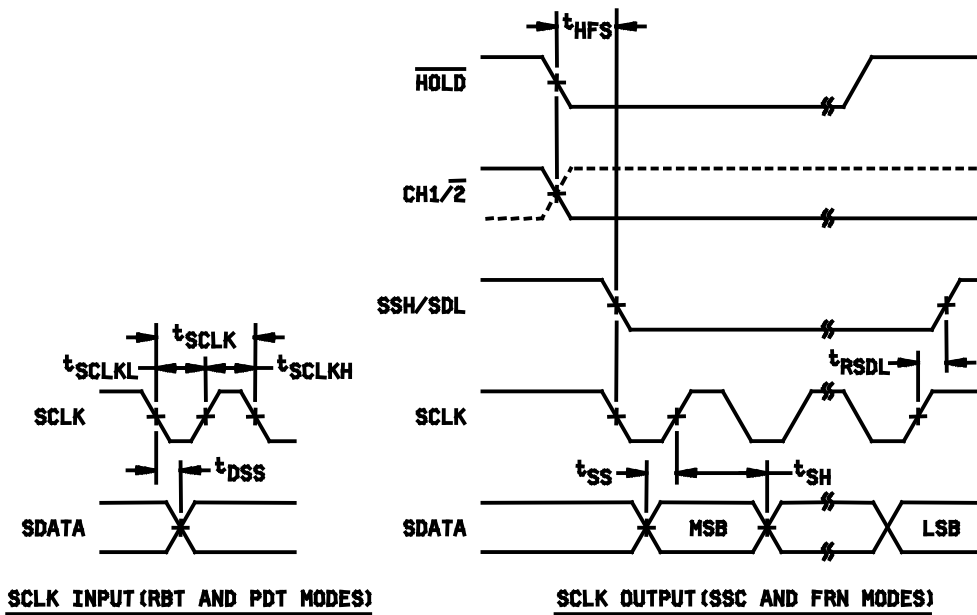 tHFS
HOLD
CH1/2
SSH/SDL
tSCLK
tSCLKL
tSCLKH
tRSDL
SCLK
SCLK
tDSS
tSS
tSH
SDATA
SDATA
MSB
LSB
SCLK INPUT(RBT AND PDT MODES)
SCLK OUTPUT(SSC AND FRN MODES)